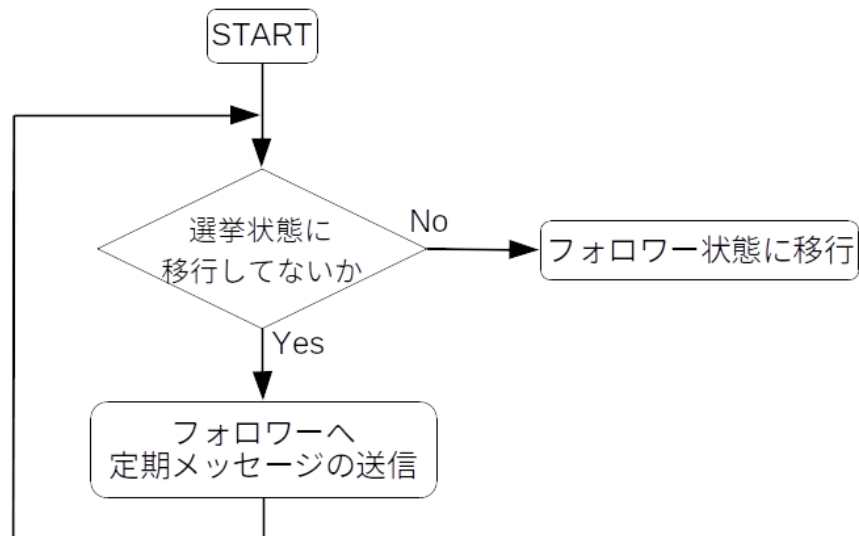 START
選挙状態に
移行してないか
No
フォロワー状態に移行
Yes
フォロワーへ
定期メッセージの送信